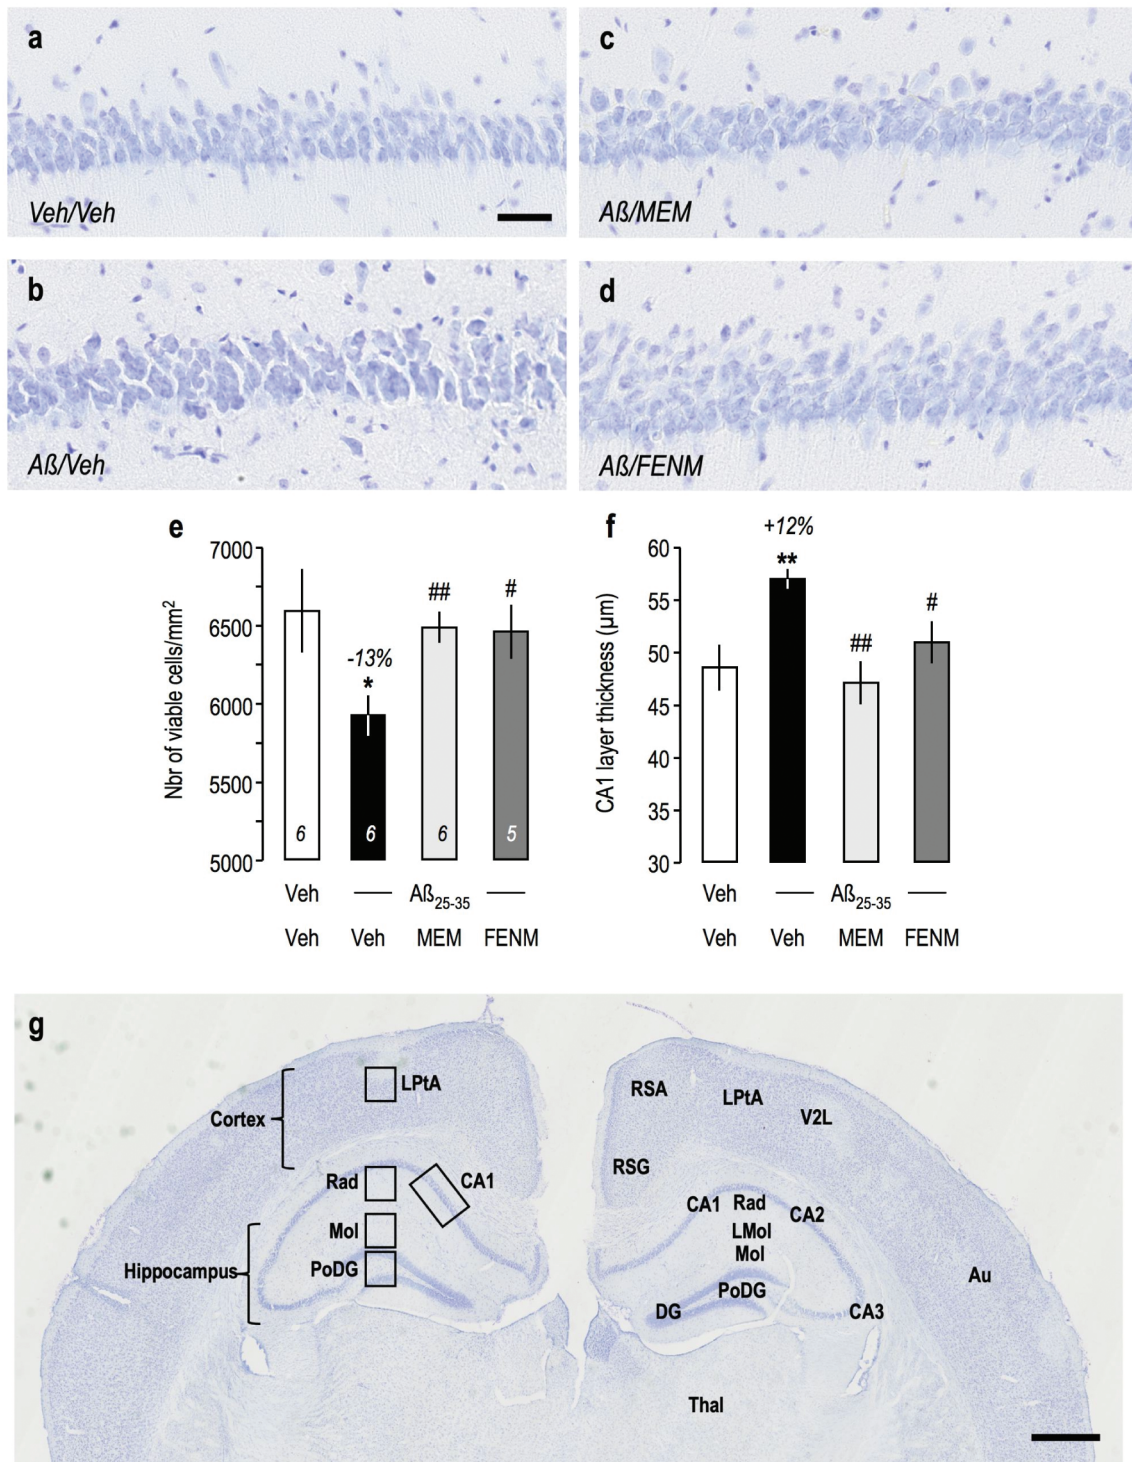 a
Veh/Veh
c
Aß/MEM
b
Aß/Veh
d
Aß/FENM
e
Nbr of viable cells/mm²
7000
6500
6000
5500
5000
-13%
*
##
#
6
6
6
5
Veh
Aß25-35
Veh
Veh
MEM
FENM
f
CA1 layer thickness (µm)
60
55
50
45
40
35
30
+12%
**
##
#
Veh
Aß25-35
Veh
Veh
MEM
FENM
g
Cortex
LPtA
Rad
CA1
Mol
Hippocampus
PoDG
RSA
LPtA
V2L
RSG
CA1
Rad
CA2
LMol
Mol
PoDG
DG
CA3
Au
Thal